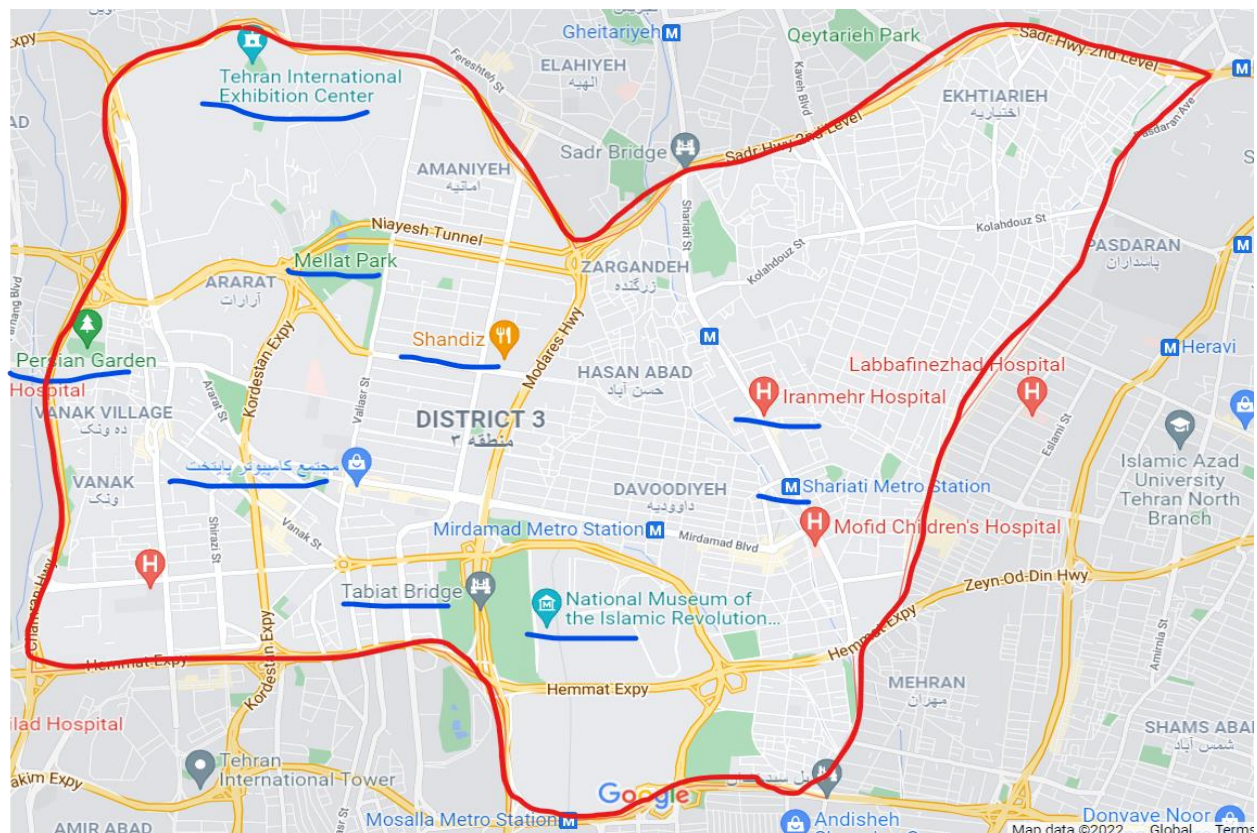 Gheitariyeh M
Qeytarieh Park
Sadr Hwy 2nd Level
M
Expy
Tehran International
Exhibition Center
Fereshteh St
ELAHIYEH
الهیه
Kaveh Blvd
EKHTIARIEH
اختیاریه
Pasdaran Ave
Sadr Bridge
Sadr Hwy 2nd Level
AMANIYEH
امانیه
Shariati St
Niayesh Tunnel
Kolahdouz St
Mellat Park
ZARGANDEH
زرگنده
Kolahdouz St
PASDARAN
پاسداران
ARARAT
آرارات
Persian Garden
Hospital
Shandiz
Modares Hwy
M
M Heravi
Labbafinezhad Hospital
HASAN ABAD
حسن آباد
Iranmehr Hospital
Kordestan Expy
Ararat St
Valiasr St
VANAK VILLAGE
ده ونک
DISTRICT 3
منطقه ۳
Eslami St
Islamic Azad
University
Tehran North
Branch
مجتمع کامپیوتر پایتخت
VANAK
ونک
DAVOODIYEH
داوودیه
M Shariati Metro Station
Shirazi St
Vanak St
Mirdamad Metro Station M
Mirdamad Blvd
Mofid Children's Hospital
H
Tabiat Bridge
National Museum of
the Islamic Revolution...
Zeyn-Od-Din Hwy
Chamran Hwy
Hemmat Expy
Kordestan Expy
Hemmat Expy
Hemmat Expy
Amirnia St
MEHRAN
مهران
ilad Hospital
SHAMS ABA
شمس آباد
Tehran
International Tower
akim Expy
Google
Mosalla Metro Station M
AMIR ABAD
Andisheh
Donyaye Noor
Map data ©2022 Global Terms